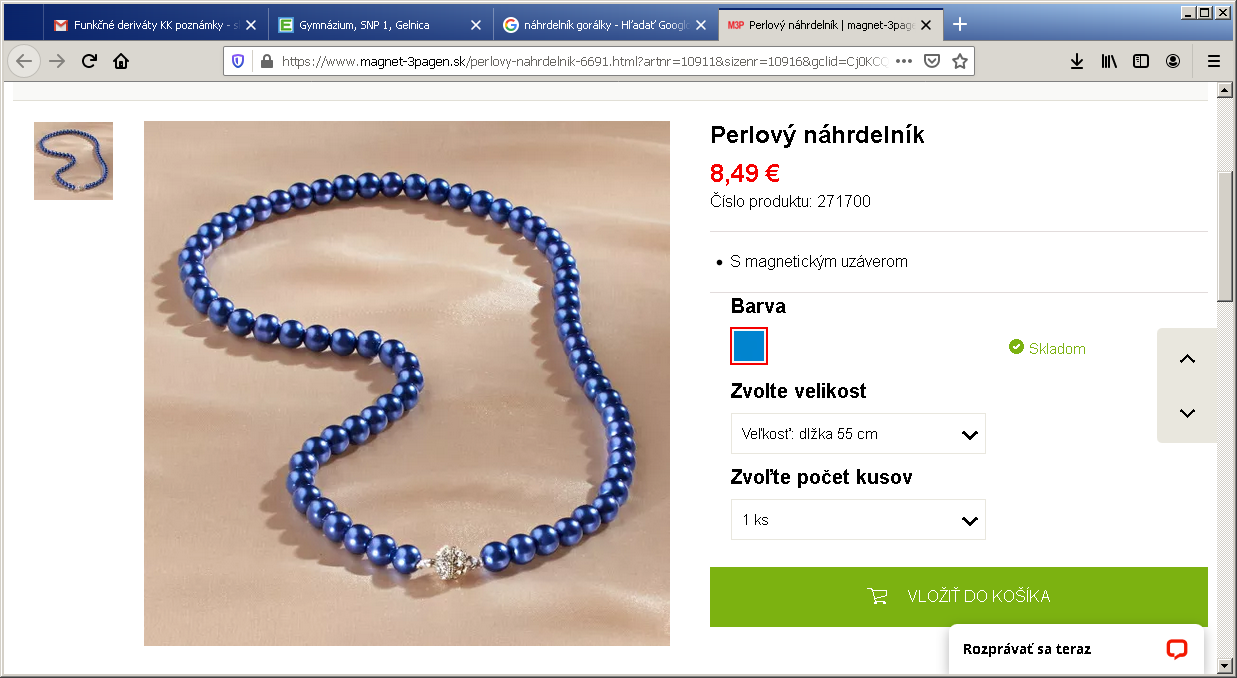 Funkčné deriváty KK poznámky - s
Gymnázium, SNP 1, Gelnica
náhrdelník gorálky - Hľadať Googl
M3P Perlový náhrdelník | magnet-3page
https://www.magnet-3pagen.sk/perlovy-nahrdelnik-6691.html?artnr=10911&sizenr=10916&gclid=Cj0KCQ
Perlový náhrdelník
8,49 €
Číslo produktu: 271700
• S magnetickým uzáverom
Barva
Skladom
Zvolte velikost
Veľkosť: dlžka 55 cm
Zvoľte počet kusov
1 ks
VLOŽIŤ DO KOŠÍKA
Rozprávať sa teraz